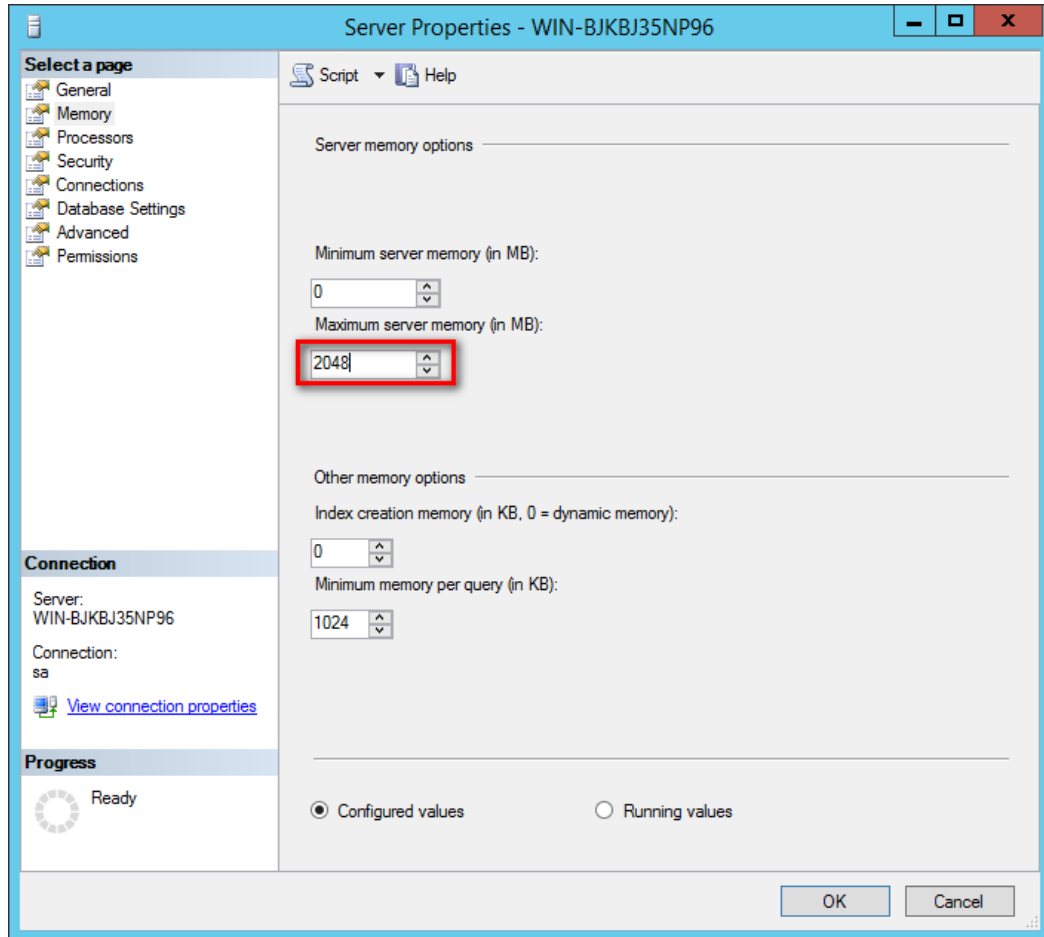 Server Properties - WIN-BJKBJ35NP96
Select a page
General
Memory
Processors
Security
Connections
Database Settings
Advanced
Permissions
Script
Help
Server memory options
Minimum server memory (in MB):
0
Maximum server memory (in MB):
2048
Other memory options
Index creation memory (in KB, 0 = dynamic memory):
0
Minimum memory per query (in KB):
1024
Configured values
Running values
Connection
Server:
WIN-BJKBJ35NP96
Connection:
sa
View connection properties
Progress
Ready
OK
Cancel